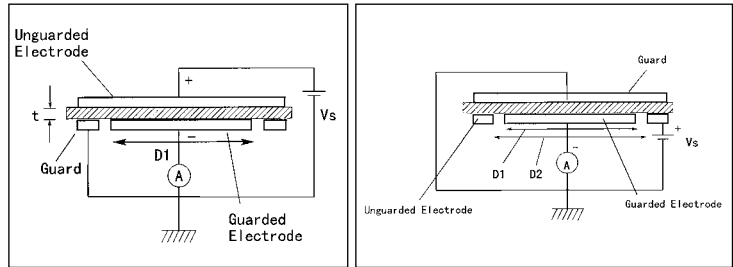 Unguarded
Electrode
+
t
Vs
-
Guard
D1
A
Guarded
Electrode
Guard
+
Vs
-
D1
D2
A
Unguarded Electrode
Guarded Electrode